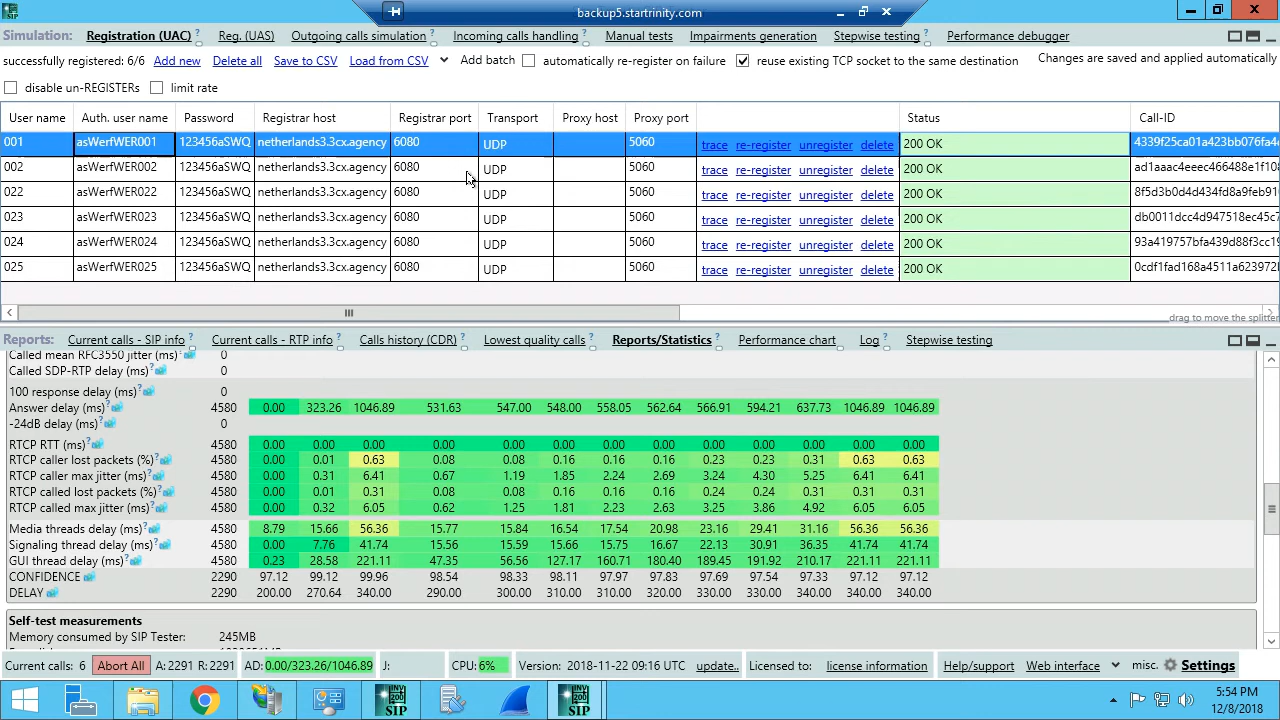 backup5.startrinity.com
Simulation: Registration (UAC) ? Reg. (UAS) Outgoing calls simulation ? Incoming calls handling ? Manual tests Impairments generation Stepwise testing ? Performance debugger
successfully registered: 6/6 Add new Delete all Save to CSV Load from CSV Add batch automatically re-register on failure reuse existing TCP socket to the same destination Changes are saved and applied automatically
disable un-REGISTERs limit rate
User name Auth. user name Password Registrar host Registrar port Transport Proxy host Proxy port Status Call-ID
001 asWerfWER001 123456aSWQ netherlands3.3cx.agency 6080 UDP 5060 trace re-register unregister delete 200 OK 4339f25ca01a423bb076fa4
002 asWerfWER002 123456aSWQ netherlands3.3cx.agency 6080 UDP 5060 trace re-register unregister delete 200 OK ad1aaac4eeec466488e1f10
022 asWerfWER022 123456aSWQ netherlands3.3cx.agency 6080 UDP 5060 trace re-register unregister delete 200 OK 8f5d3b0d4d434fd8a9feb91
023 asWerfWER023 123456aSWQ netherlands3.3cx.agency 6080 UDP 5060 trace re-register unregister delete 200 OK db0011dcc4d947518ec45c7
024 asWerfWER024 123456aSWQ netherlands3.3cx.agency 6080 UDP 5060 trace re-register unregister delete 200 OK 93a419757bfa439d88f3cc19
025 asWerfWER025 123456aSWQ netherlands3.3cx.agency 6080 UDP 5060 trace re-register unregister delete 200 OK 0cdf1fad168a4511a623972
drag to move the splitter
Reports: Current calls - SIP info ? Current calls - RTP info ? Calls history (CDR) ? Lowest quality calls ? Reports/Statistics ? Performance chart Log ? Stepwise testing
Called mean RFC3550 jitter (ms) ? 0
Called SDP-RTP delay (ms) ? 0
100 response delay (ms) ? 0
Answer delay (ms) ? 4580 0.00 323.26 1046.89 531.63 547.00 548.00 558.05 562.64 566.91 594.21 637.73 1046.89 1046.89
-24dB delay (ms) ? 0
RTCP RTT (ms) ? 4580 0.00 0.00 0.00 0.00 0.00 0.00 0.00 0.00 0.00 0.00 0.00 0.00 0.00
RTCP caller lost packets (%) ? 4580 0.00 0.01 0.63 0.08 0.08 0.16 0.16 0.16 0.23 0.23 0.31 0.63 0.63
RTCP caller max jitter (ms) ? 4580 0.00 0.31 6.41 0.67 1.19 1.85 2.24 2.69 3.24 4.30 5.25 6.41 6.41
RTCP called lost packets (%) ? 4580 0.00 0.01 0.31 0.08 0.08 0.16 0.16 0.16 0.24 0.24 0.31 0.31 0.31
RTCP called max jitter (ms) ? 4580 0.00 0.32 6.05 0.62 1.25 1.81 2.23 2.63 3.25 3.86 4.92 6.05 6.05
Media threads delay (ms) ? 4580 8.79 15.66 56.36 15.77 15.84 16.54 17.54 20.98 23.16 29.41 31.16 56.36 56.36
Signaling thread delay (ms) ? 4580 0.00 7.76 41.74 15.56 15.59 15.66 15.75 16.67 22.13 30.91 36.35 41.74 41.74
GUI thread delay (ms) ? 4580 0.23 28.58 221.11 47.35 56.56 127.17 160.71 180.40 189.45 191.92 210.17 221.11 221.11
CONFIDENCE 2290 97.12 99.12 99.96 98.54 98.33 98.11 97.97 97.83 97.69 97.54 97.33 97.12 97.12
DELAY 2290 200.00 270.64 340.00 290.00 300.00 310.00 310.00 320.00 330.00 330.00 340.00 340.00 340.00
Self-test measurements
Memory consumed by SIP Tester: 245MB
Current calls: 6 Abort All A: 2291 R: 2291 AD: 0.00/323.26/1046.89 J: CPU: 6% Version: 2018-11-22 09:16 UTC update.. Licensed to: license information Help/support Web interface misc. Settings
INV 200 SIP INV 200 SIP 5:54 PM
12/8/2018